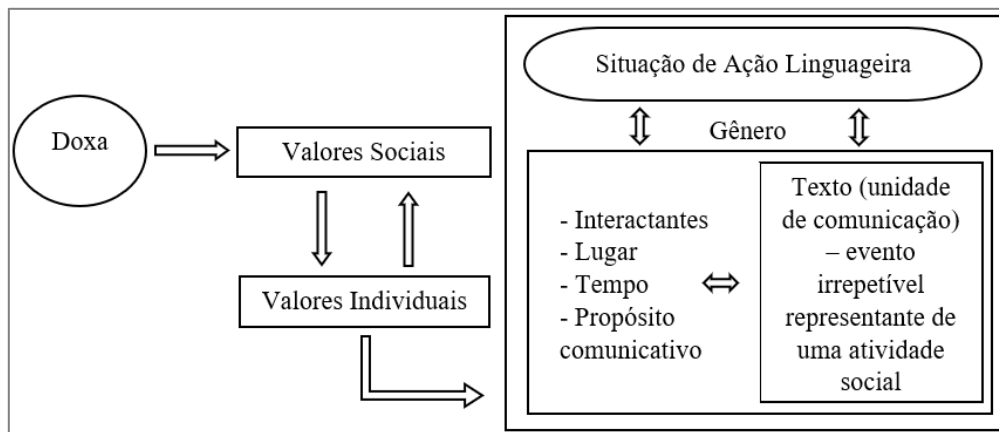 Doxa
Valores Sociais
Valores Individuais
Situação de Ação Linguageira
Gênero
- Interactantes
- Lugar
- Tempo
- Propósito
comunicativo
Texto (unidade
de comunicação)
– evento
irrepetível
representante de
uma atividade
social